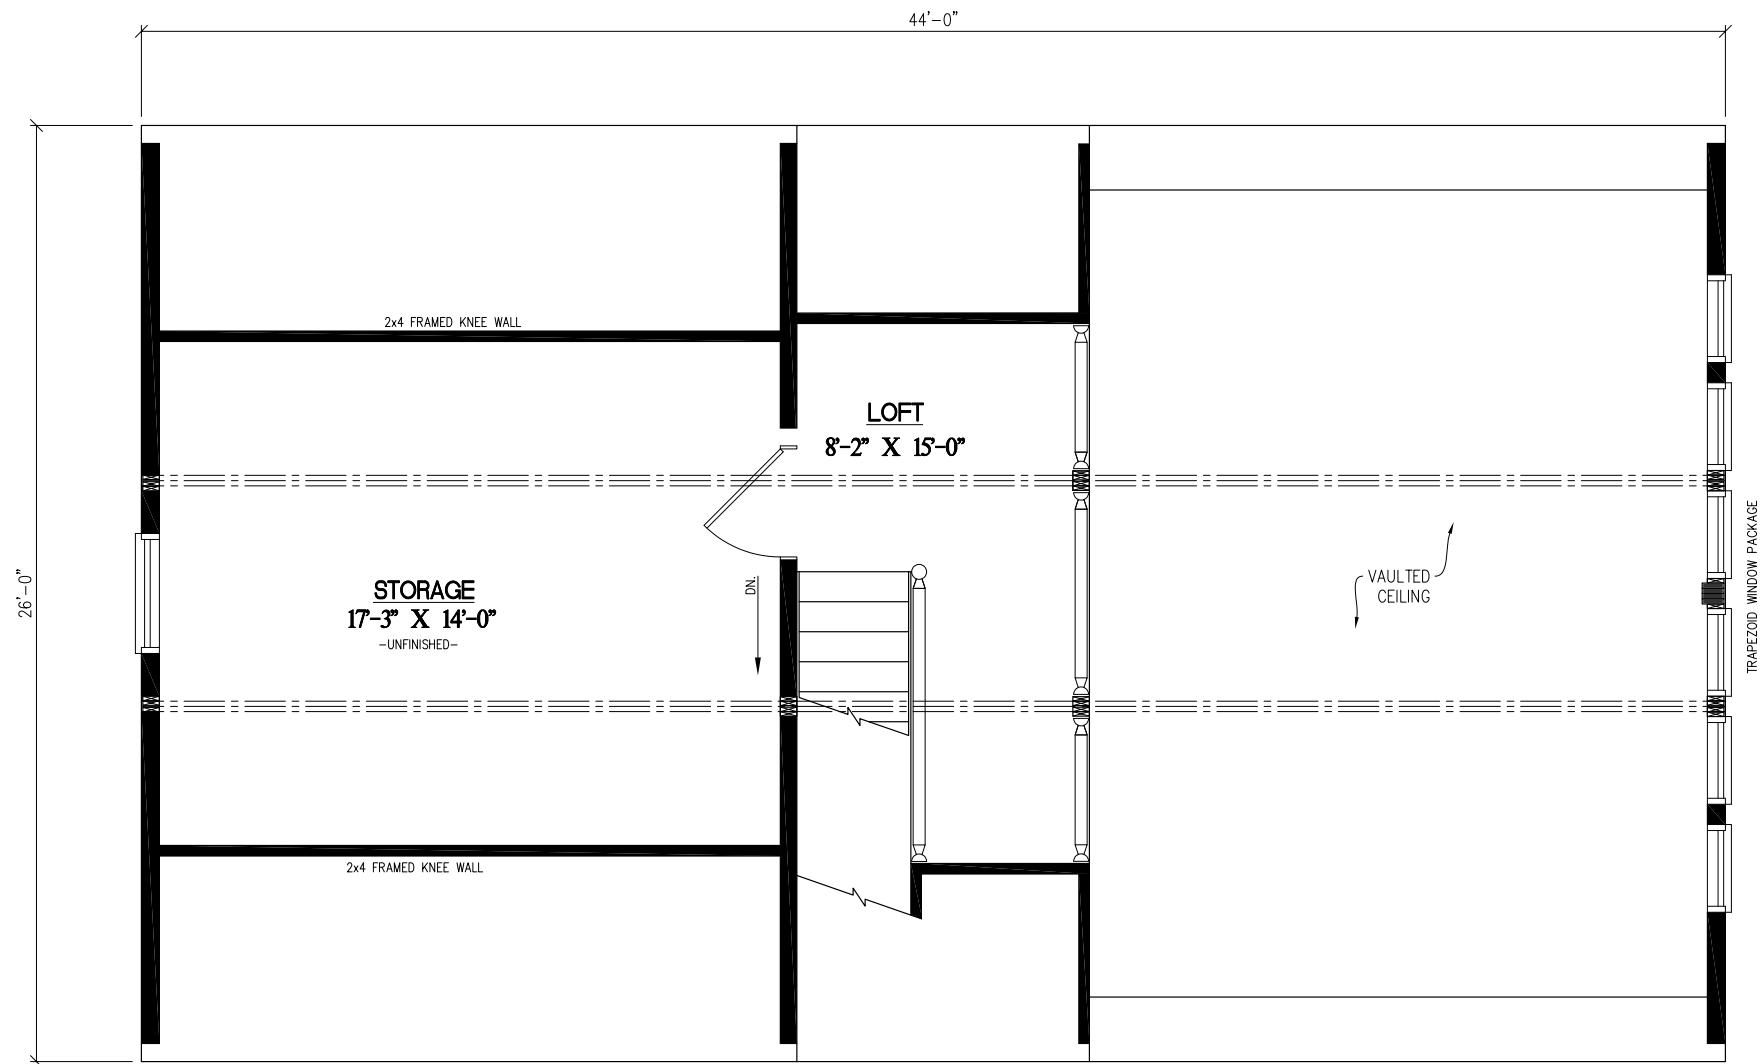 44'-0"
2x4 FRAMED KNEE WALL
LOFT
8'-2" X 15'-0"
26'-0"
STORAGE
17'-3" X 14'-0"
-UNFINISHED-
DN.
VAULTED
CEILING
TRAPEZOID WINDOW PACKAGE
2x4 FRAMED KNEE WALL